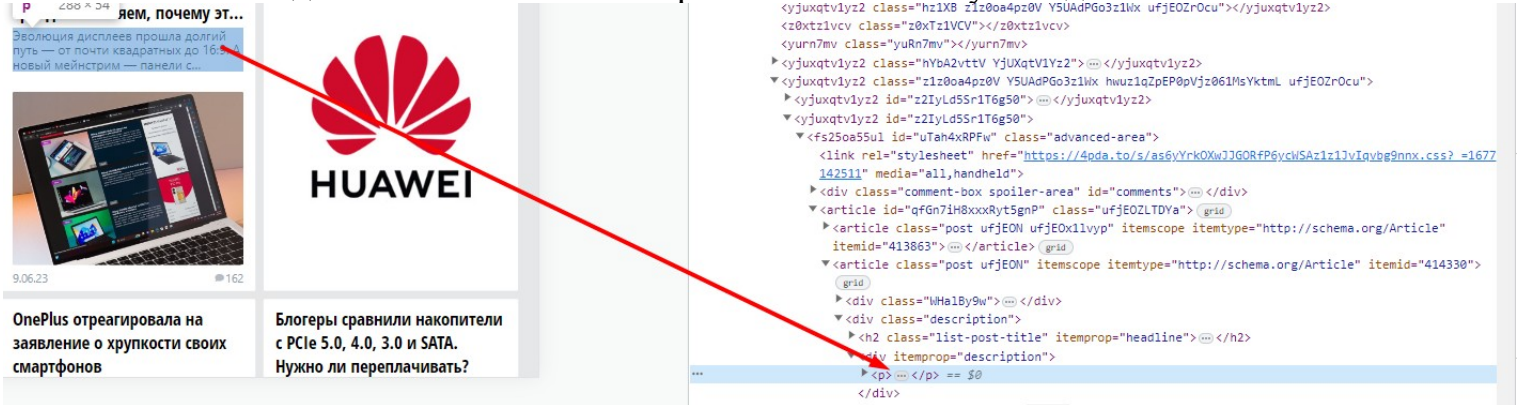 p 288 × 54
яем, почему эт...
Эволюция дисплеев прошла долгий
путь — от почти квадратных до 16:9. А
новый мейнстрим — панели с...
HUAWEI
9.06.23 162
OnePlus отреагировала на
заявление о хрупкости своих
смартфонов
Блогеры сравнили накопители
с PCIe 5.0, 4.0, 3.0 и SATA.
Нужно ли переплачивать?
<yjuxqtv1yz2 class="hz1XB z1z0oa4pz0V Y5UAdPGo3z1Wx ufjEOZrOcu"></yjuxqtv1yz2>
<z0xtz1vcv class="z0xTz1VCV"></z0xtz1vcv>
<yurn7mv class="yuRn7mv"></yurn7mv>
<yjuxqtv1yz2 class="hYbA2vttV YjUXqtV1Yz2">…</yjuxqtv1yz2>
<yjuxqtv1yz2 class="z1z0oa4pz0V Y5UAdPGo3z1Wx hwuz1qZpEP0pVjz061MsYktmL ufjEOZrOcu">
<yjuxqtv1yz2 id="z2IyLd5Sr1T6g50">…</yjuxqtv1yz2>
<yjuxqtv1yz2 id="z2IyLd5Sr1T6g50">
<fs25oa55ul id="uTah4xRPFw" class="advanced-area">
<link rel="stylesheet" href="https://4pda.to/s/as6yYrkOXwJJGORfP6ycWSAz1z1JvIqvbg9nnx.css?_=1677
142511" media="all,handheld">
<div class="comment-box spoiler-area" id="comments">…</div>
<article id="qfGn7iH8xxxRyt5gnP" class="ufjEOZLTDYa"> grid
<article class="post ufjEON ufjEOx1lvyp" itemscope itemtype="http://schema.org/Article"
itemid="413863">…</article> grid
<article class="post ufjEON" itemscope itemtype="http://schema.org/Article" itemid="414330">
grid
<div class="WHalBy9w">…</div>
<div class="description">
<h2 class="list-post-title" itemprop="headline">…</h2>
<div itemprop="description">
... <p>…</p> == $0
</div>